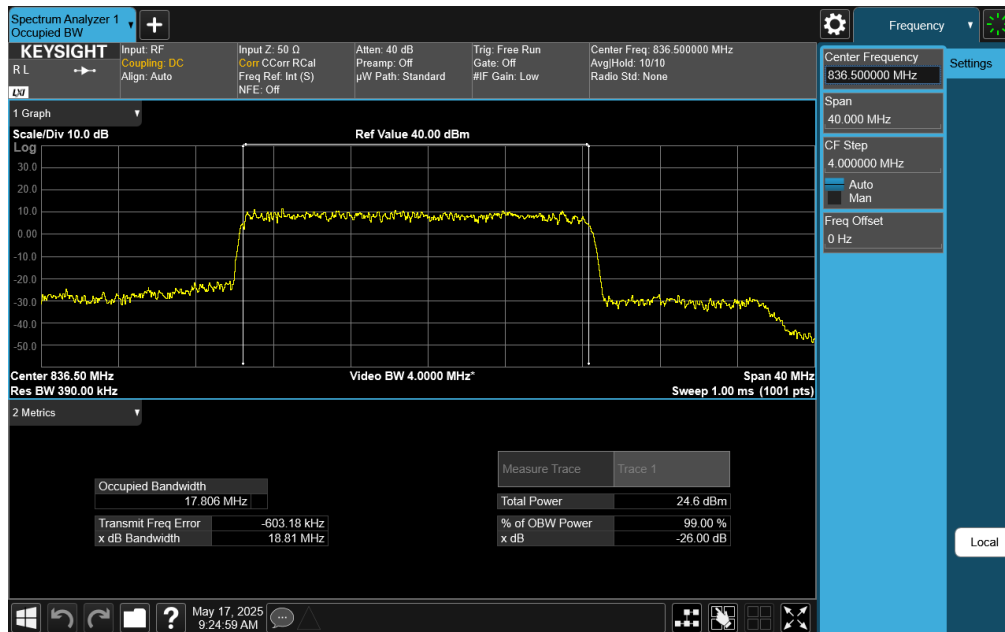 Spectrum Analyzer 1
Occupied BW
Frequency
KEYSIGHT
R L
LXI
Input: RF
Coupling: DC
Align: Auto
Input Z: 50 Ω
Corr CCorr RCal
Freq Ref: Int (S)
NFE: Off
Atten: 40 dB
Preamp: Off
µW Path: Standard
Trig: Free Run
Gate: Off
#IF Gain: Low
Center Freq: 836.500000 MHz
Avg|Hold: 10/10
Radio Std: None
Center Frequency
836.500000 MHz
Settings
Span
40.000 MHz
CF Step
4.000000 MHz
Auto
Man
Freq Offset
0 Hz
1 Graph
Scale/Div 10.0 dB
Ref Value 40.00 dBm
Log
30.0
20.0
10.0
0.00
-10.0
-20.0
-30.0
-40.0
-50.0
Center 836.50 MHz
Video BW 4.0000 MHz*
Span 40 MHz
Res BW 390.00 kHz
Sweep 1.00 ms (1001 pts)
2 Metrics
Measure Trace
Trace 1
Occupied Bandwidth
17.806 MHz
Total Power
24.6 dBm
Transmit Freq Error
-603.18 kHz
% of OBW Power
99.00 %
x dB Bandwidth
18.81 MHz
x dB
-26.00 dB
Local
?
May 17, 2025
9:24:59 AM